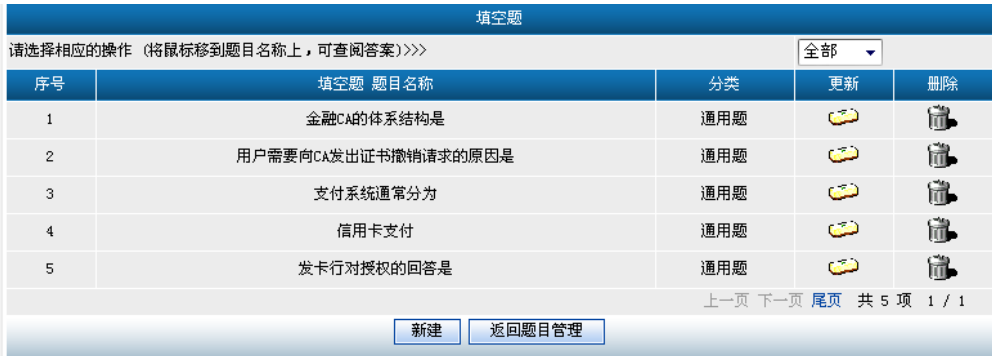 填空题
请选择相应的操作 (将鼠标移到题目名称上，可查阅答案)>>> 全部
序号 填空题 题目名称 分类 更新 删除
1 金融CA的体系结构是 通用题
2 用户需要向CA发出证书撤销请求的原因是 通用题
3 支付系统通常分为 通用题
4 信用卡支付 通用题
5 发卡行对授权的回答是 通用题
上一页 下一页 尾页 共 5 项 1 / 1
新建 返回题目管理